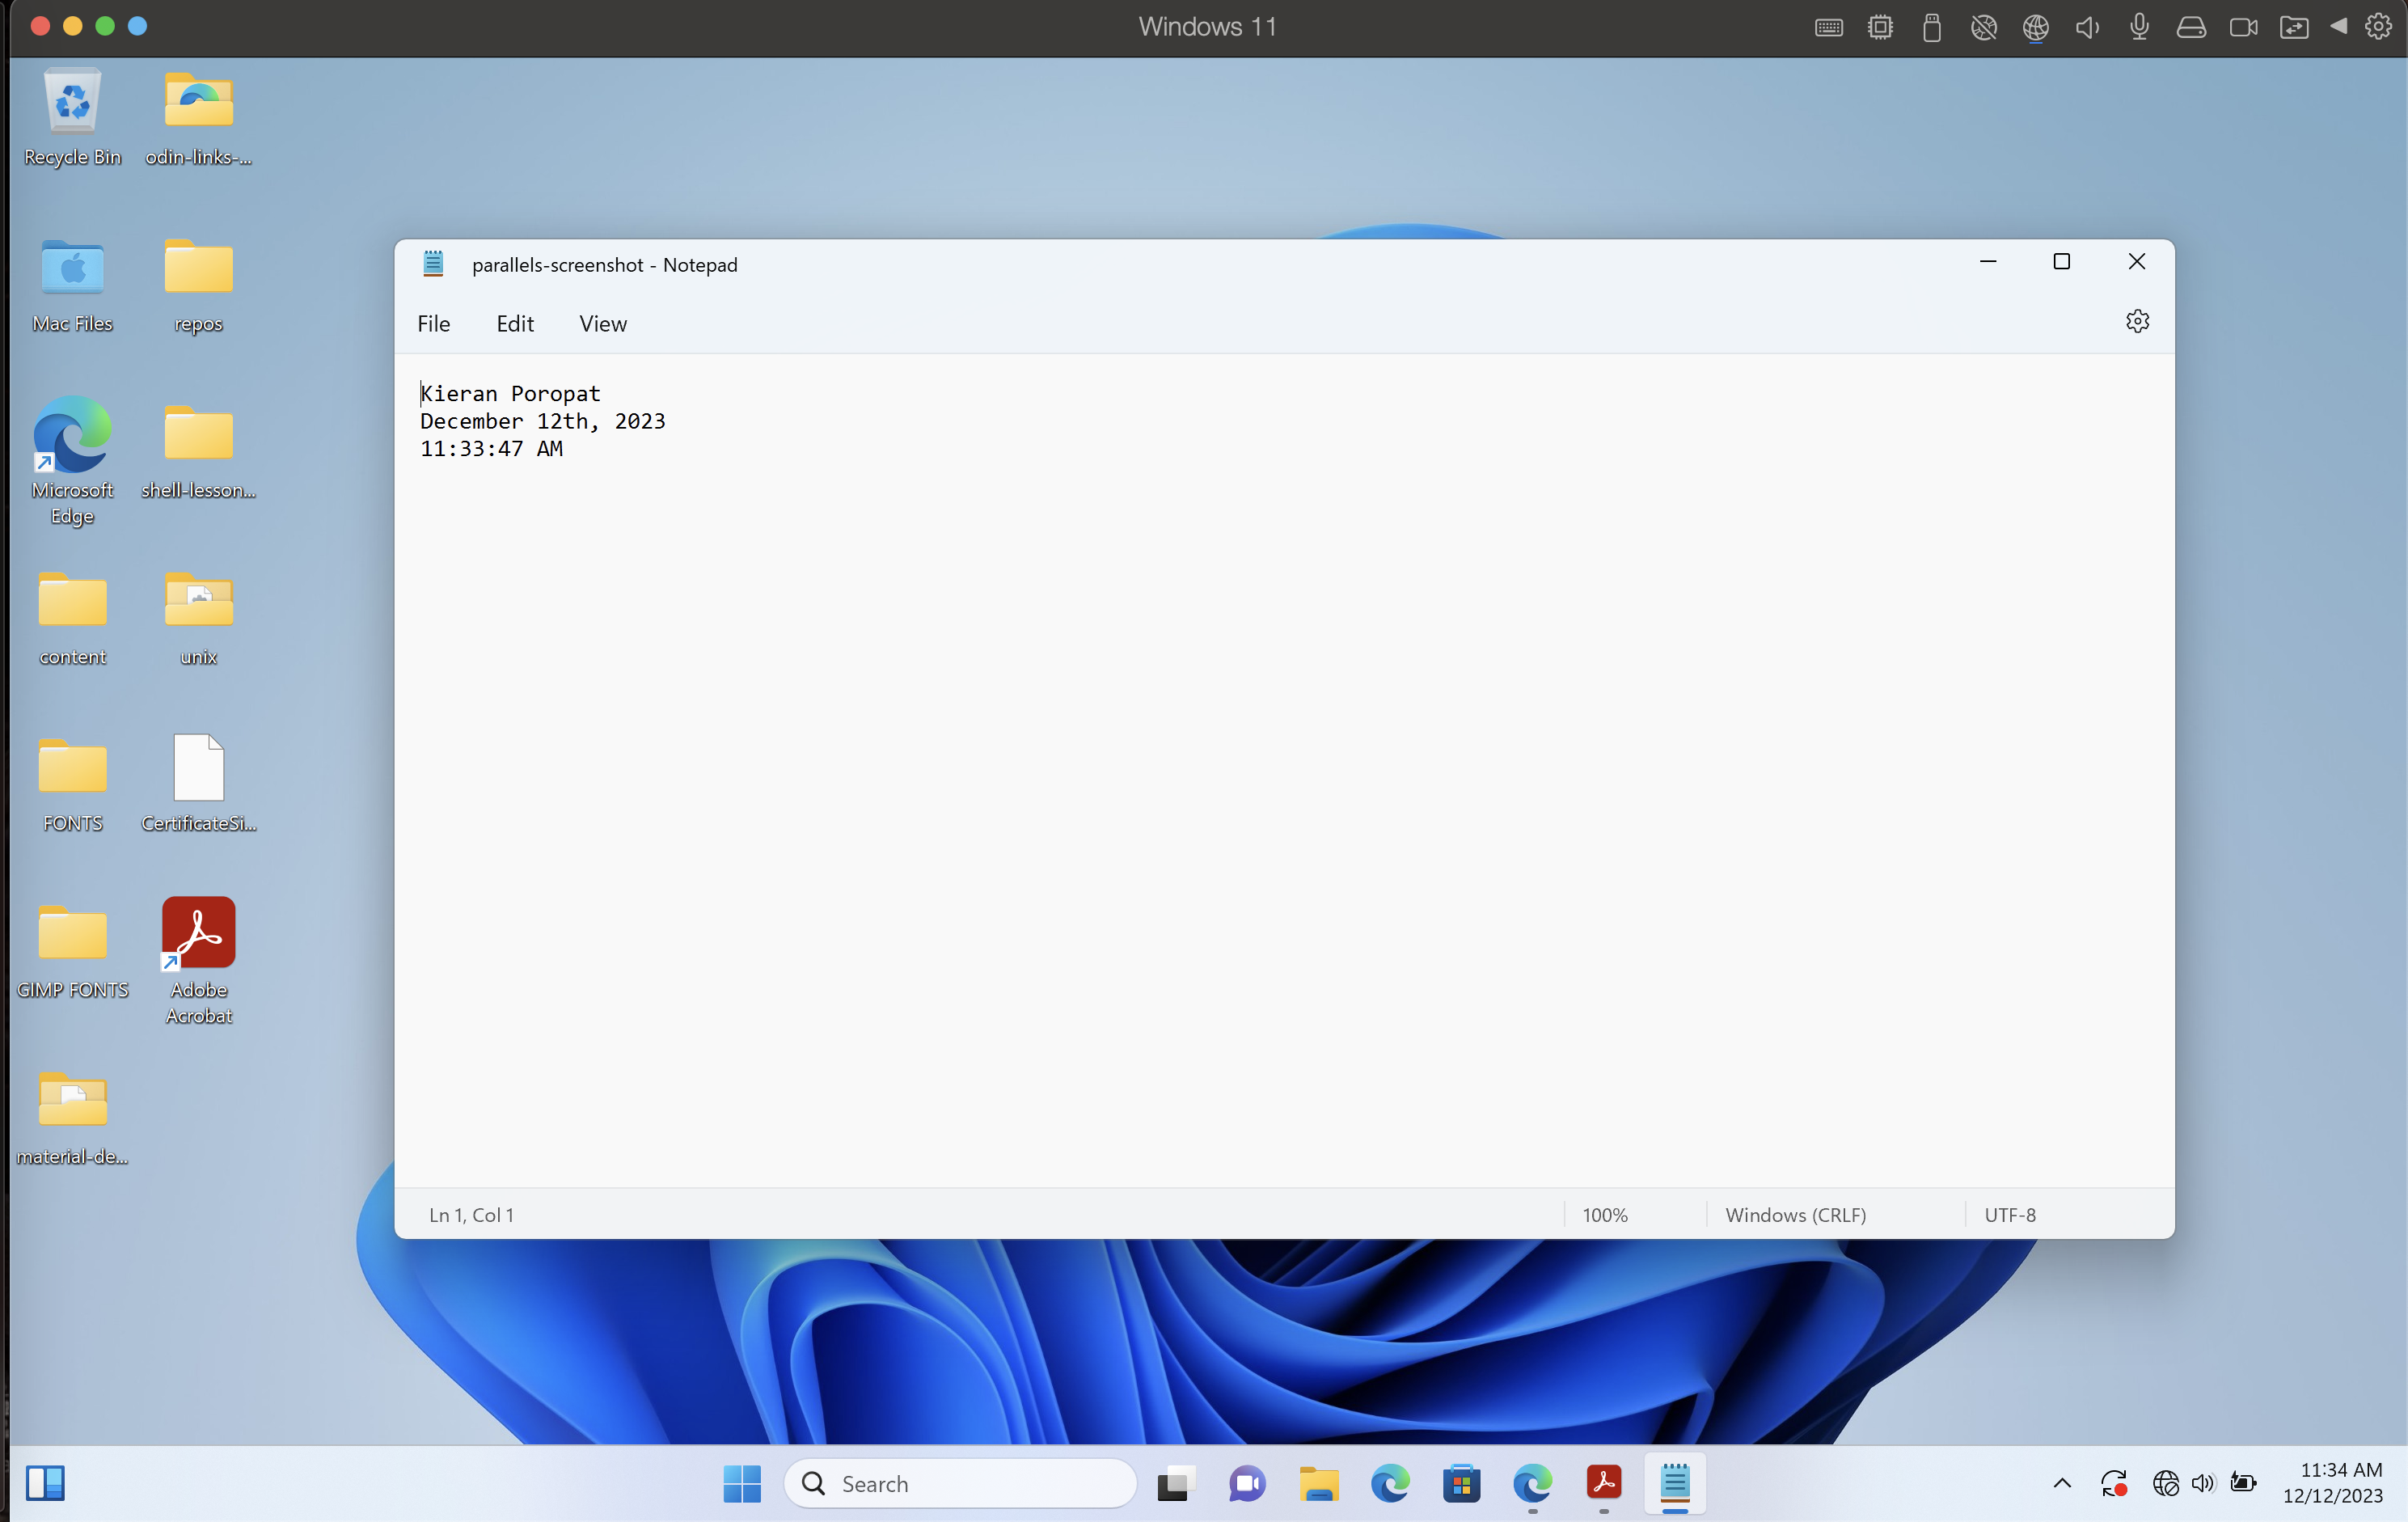 Windows 11
Recycle Bin
odin-links-...
Mac Files
repos
Microsoft
Edge
shell-lesson...
content
unix
FONTS
CertificateSi...
GIMP FONTS
Adobe
Acrobat
material-de...
parallels-screenshot - Notepad
File Edit View
Kieran Poropat
December 12th, 2023
11:33:47 AM
Ln 1, Col 1 100% Windows (CRLF) UTF-8
Search
11:34 AM
12/12/2023